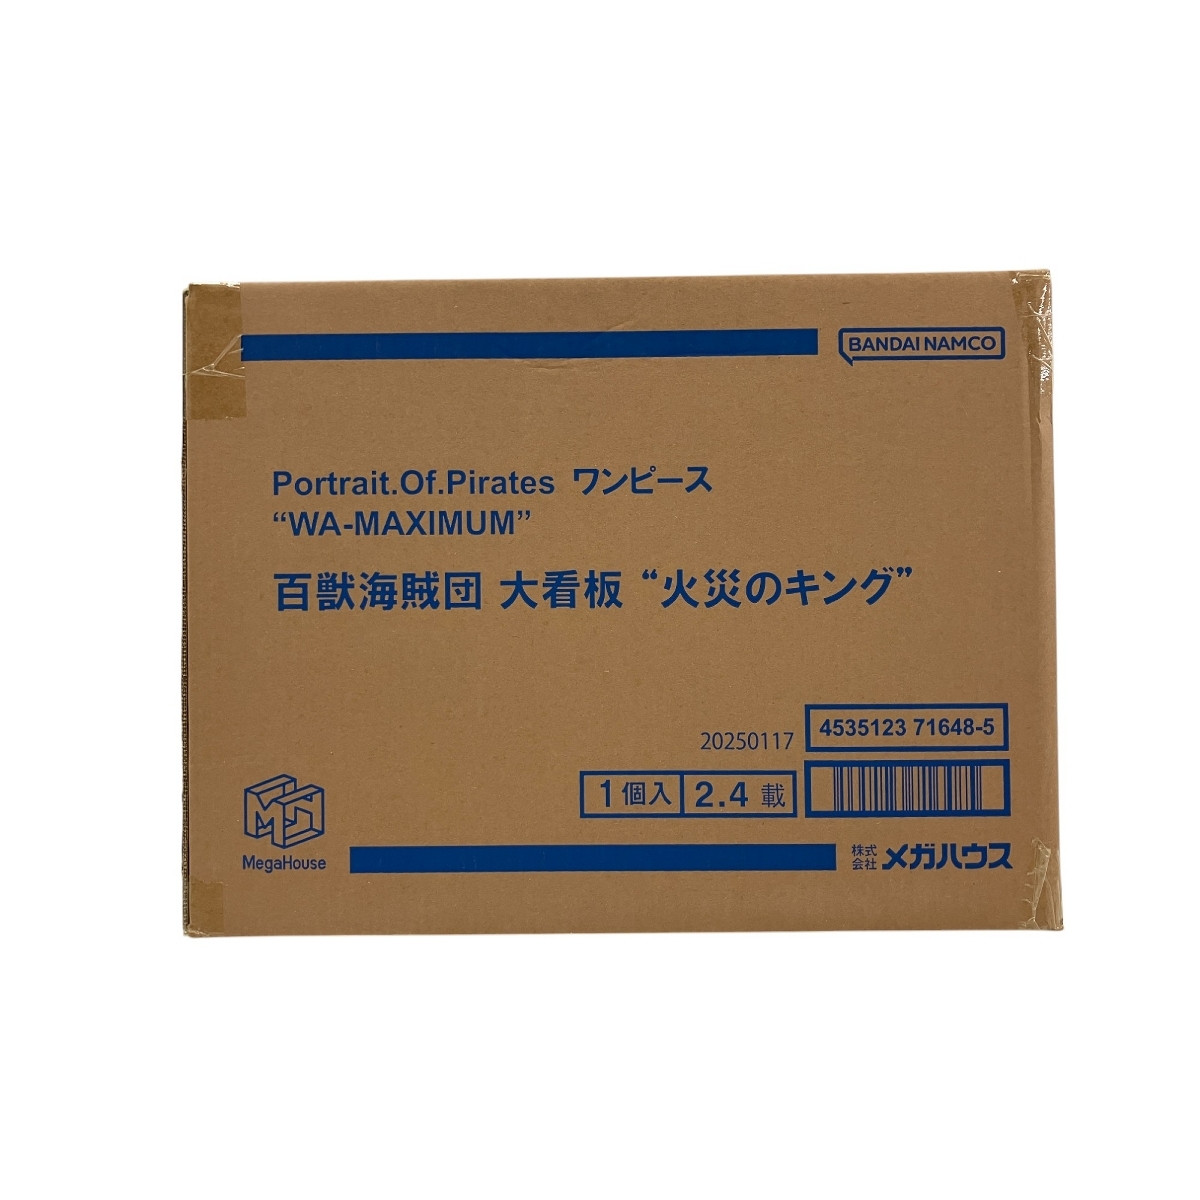 BANDAI NAMCO
Portrait.Of.Pirates ワンピース
“WA-MAXIMUM”
百獣海賊団 大看板 “火災のキング”
20250117
4535123 71648-5
1個入 2.4 載
MegaHouse
株式会社 メガハウス